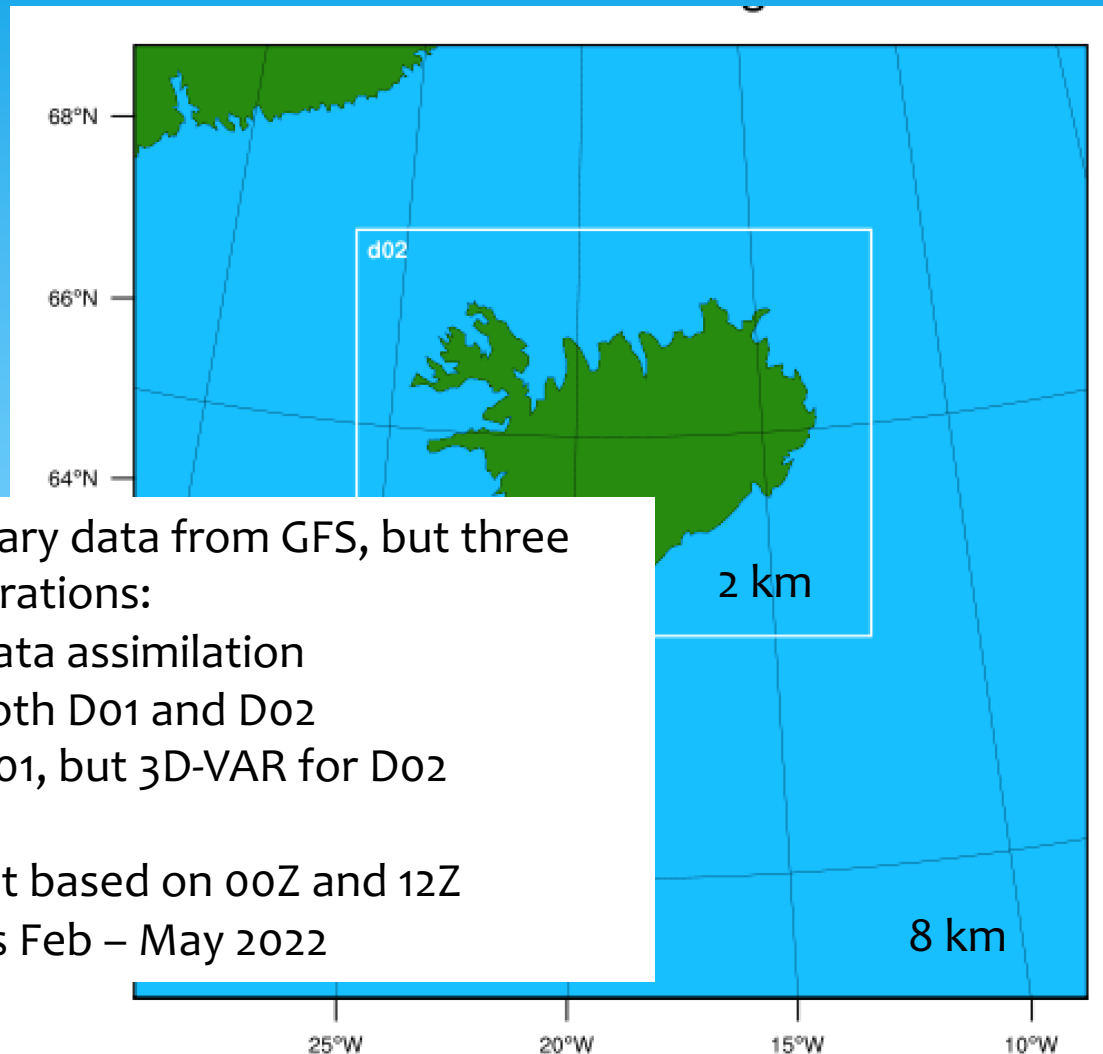 68°N
d02
66°N
64°N
ary data from GFS, but three
rations:
2 km
ata assimilation
oth D01 and D02
01, but 3D-VAR for D02
t based on 00Z and 12Z
s Feb – May 2022
8 km
25°W 20°W 15°W 10°W